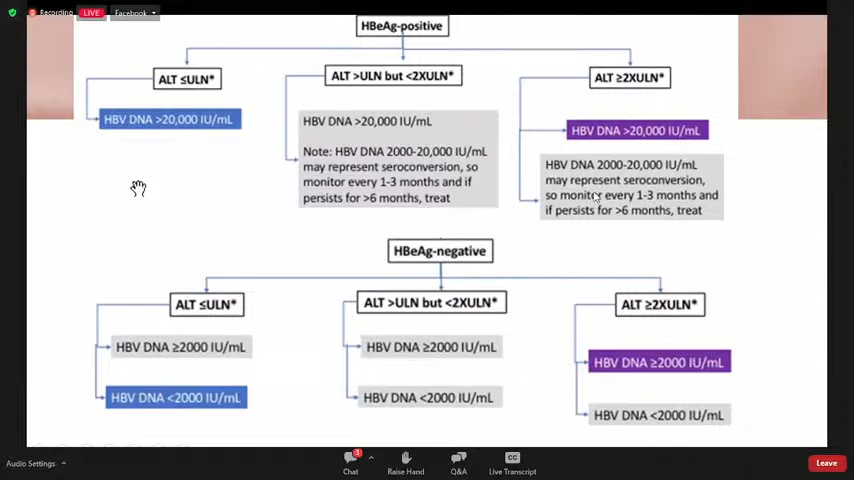 Recording
LIVE
Facebook
HBeAg-positive
ALT ≤ULN*
ALT >ULN but <2XULN*
ALT ≥2XULN*
HBV DNA >20,000 IU/mL
HBV DNA >20,000 IU/mL
Note: HBV DNA 2000-20,000 IU/mL
may represent seroconversion, so
monitor every 1-3 months and if
persists for >6 months, treat
HBV DNA >20,000 IU/mL
HBV DNA 2000-20,000 IU/mL
may represent seroconversion,
so monitor every 1-3 months and
if persists for >6 months, treat
HBeAg-negative
ALT ≤ULN*
ALT >ULN but <2XULN*
ALT ≥2XULN*
HBV DNA ≥2000 IU/mL
HBV DNA <2000 IU/mL
HBV DNA ≥2000 IU/mL
HBV DNA <2000 IU/mL
HBV DNA ≥2000 IU/mL
HBV DNA <2000 IU/mL
Audio Settings
3
Chat
Raise Hand
Q&A
CC
Live Transcript
Leave